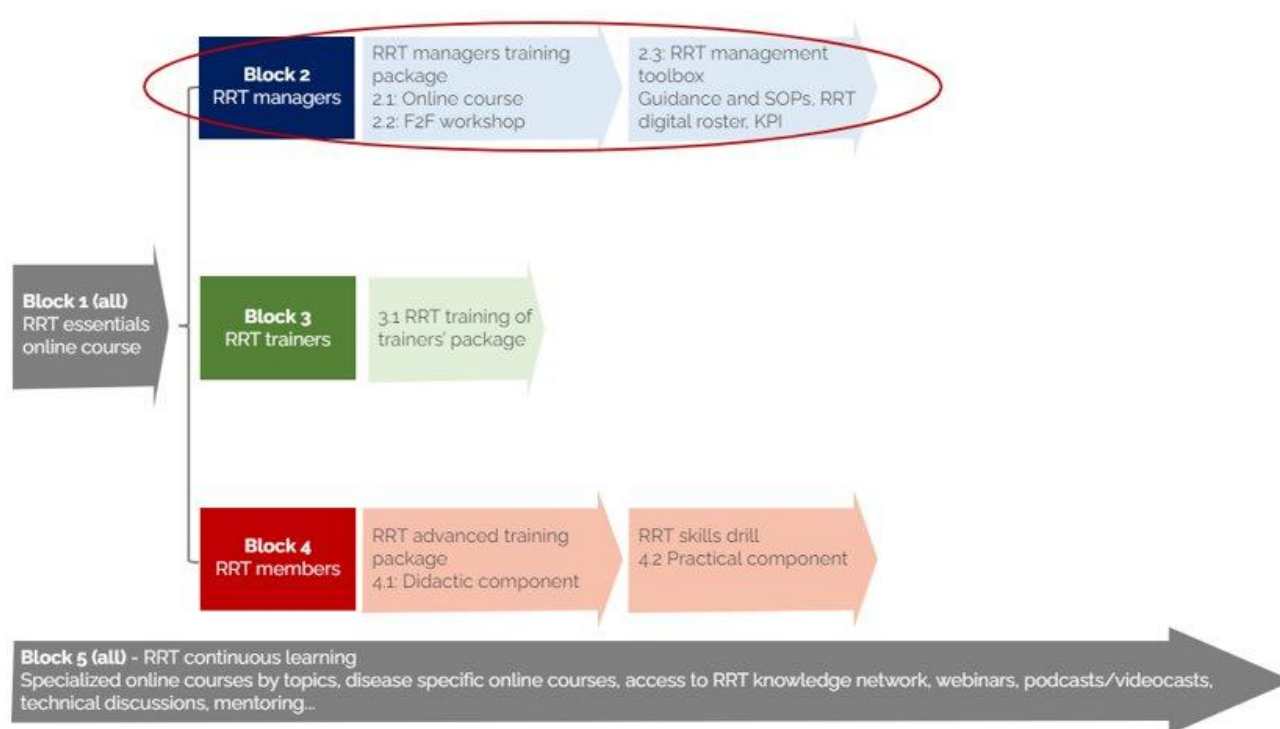 Block 2
RRT managers
RRT managers training
package
2.1: Online course
2.2: F2F workshop
2.3: RRT management
toolbox
Guidance and SOPs, RRT
digital roster, KPI
Block 1 (all)
RRT essentials
online course
Block 3
RRT trainers
3.1 RRT training of
trainers' package
Block 4
RRT members
RRT advanced training
package
4.1: Didactic component
RRT skills drill
4.2 Practical component
Block 5 (all) - RRT continuous learning
Specialized online courses by topics, disease specific online courses, access to RRT knowledge network, webinars, podcasts/videocasts,
technical discussions, mentoring...